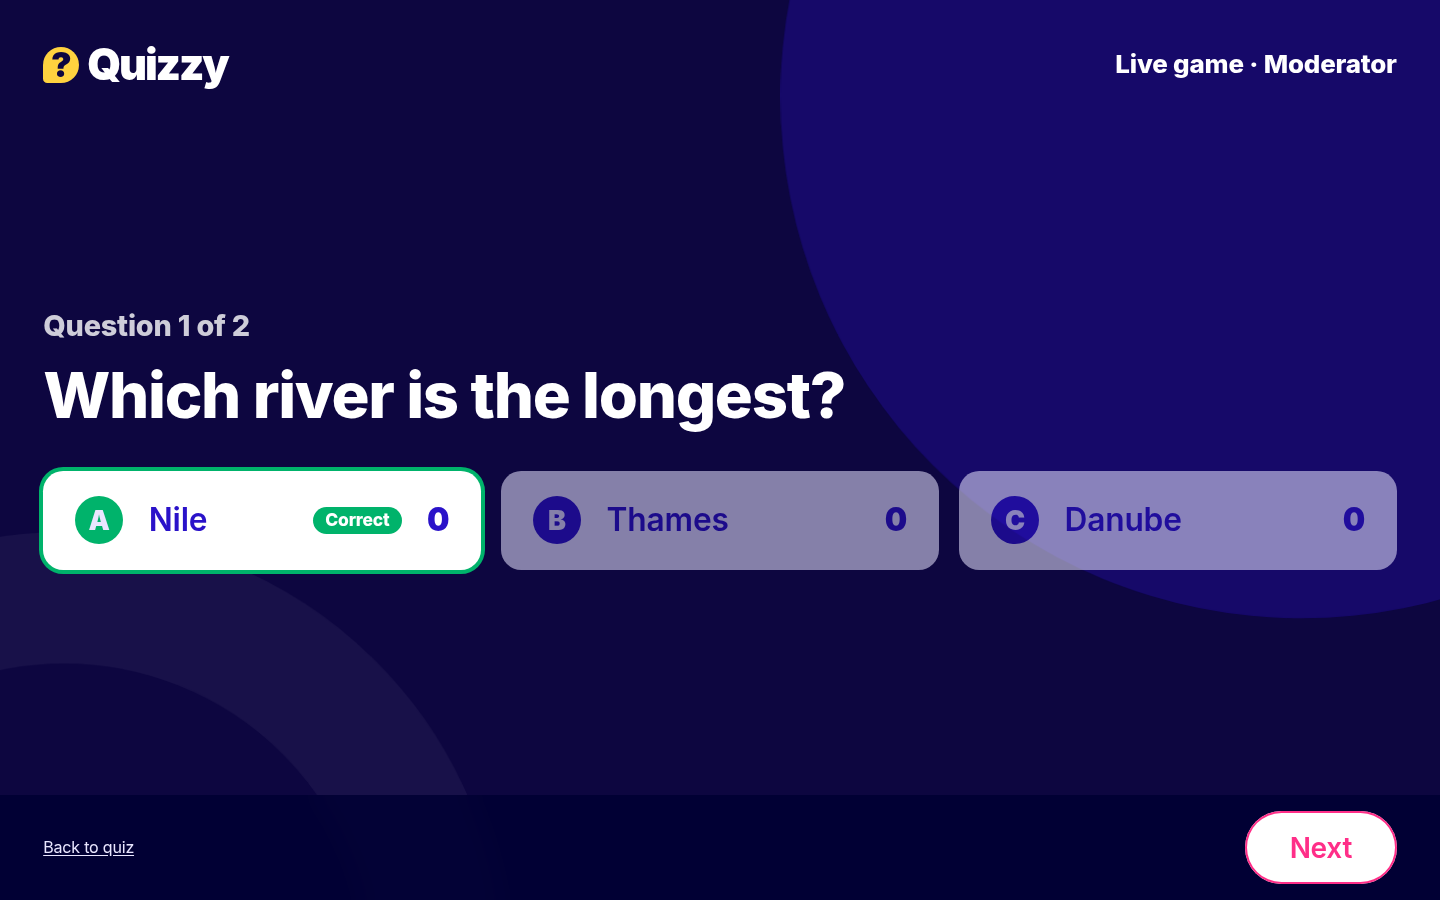 ? Quizzy
Live game · Moderator
Question 1 of 2
Which river is the longest?
A Nile Correct 0
B Thames 0
C Danube 0
Back to quiz
Next